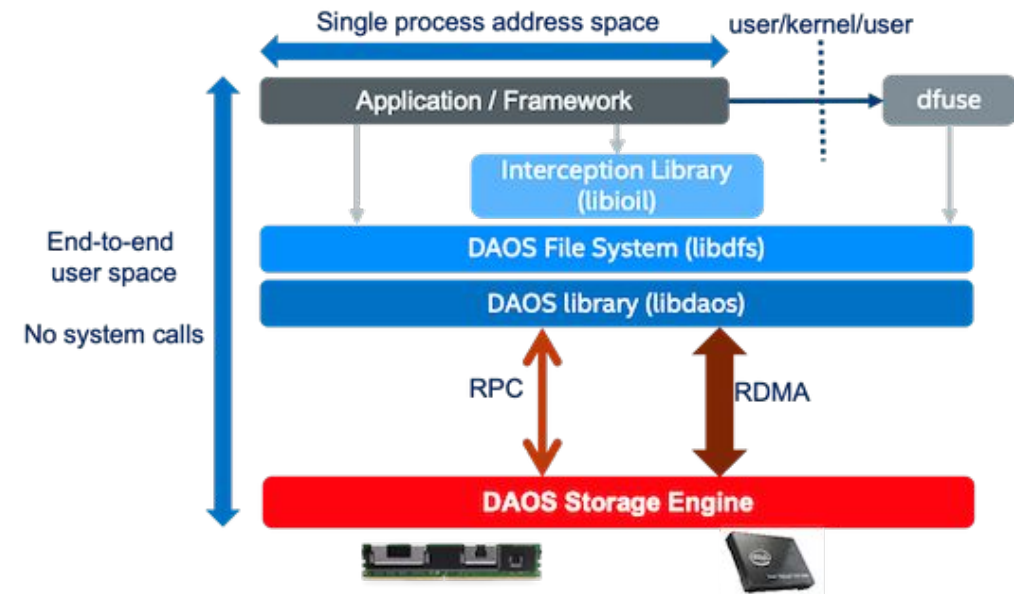 Single process address space
user/kernel/user
Application / Framework
dfuse
Interception Library
(libioil)
End-to-end
user space
No system calls
DAOS File System (libdfs)
DAOS library (libdaos)
RPC
RDMA
DAOS Storage Engine
intel